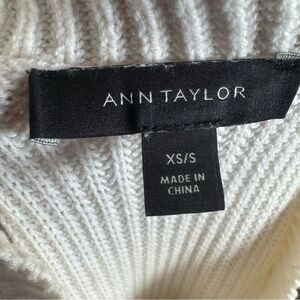 ANN TAYLOR
XS/S
MADE IN
CHINA